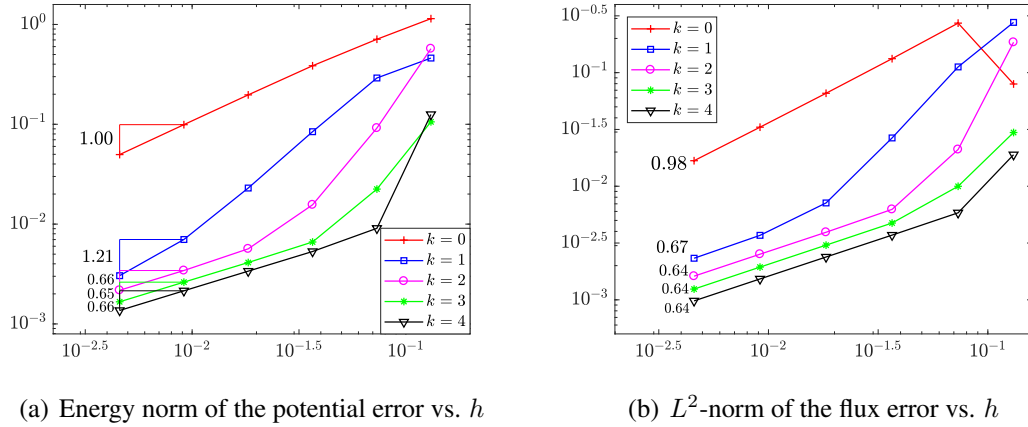 10^0
10^-1
10^-2
10^-3
10^-2.5
10^-2
10^-1.5
10^-1
1.00
1.21
0.66
0.65
0.66
k = 0
k = 1
k = 2
k = 3
k = 4
(a) Energy norm of the potential error vs. h
10^-0.5
10^-1
10^-1.5
10^-2
10^-2.5
10^-3
10^-2.5
10^-2
10^-1.5
10^-1
k = 0
k = 1
k = 2
k = 3
k = 4
0.98
0.67
0.64
0.64
0.64
(b) L^2-norm of the flux error vs. h